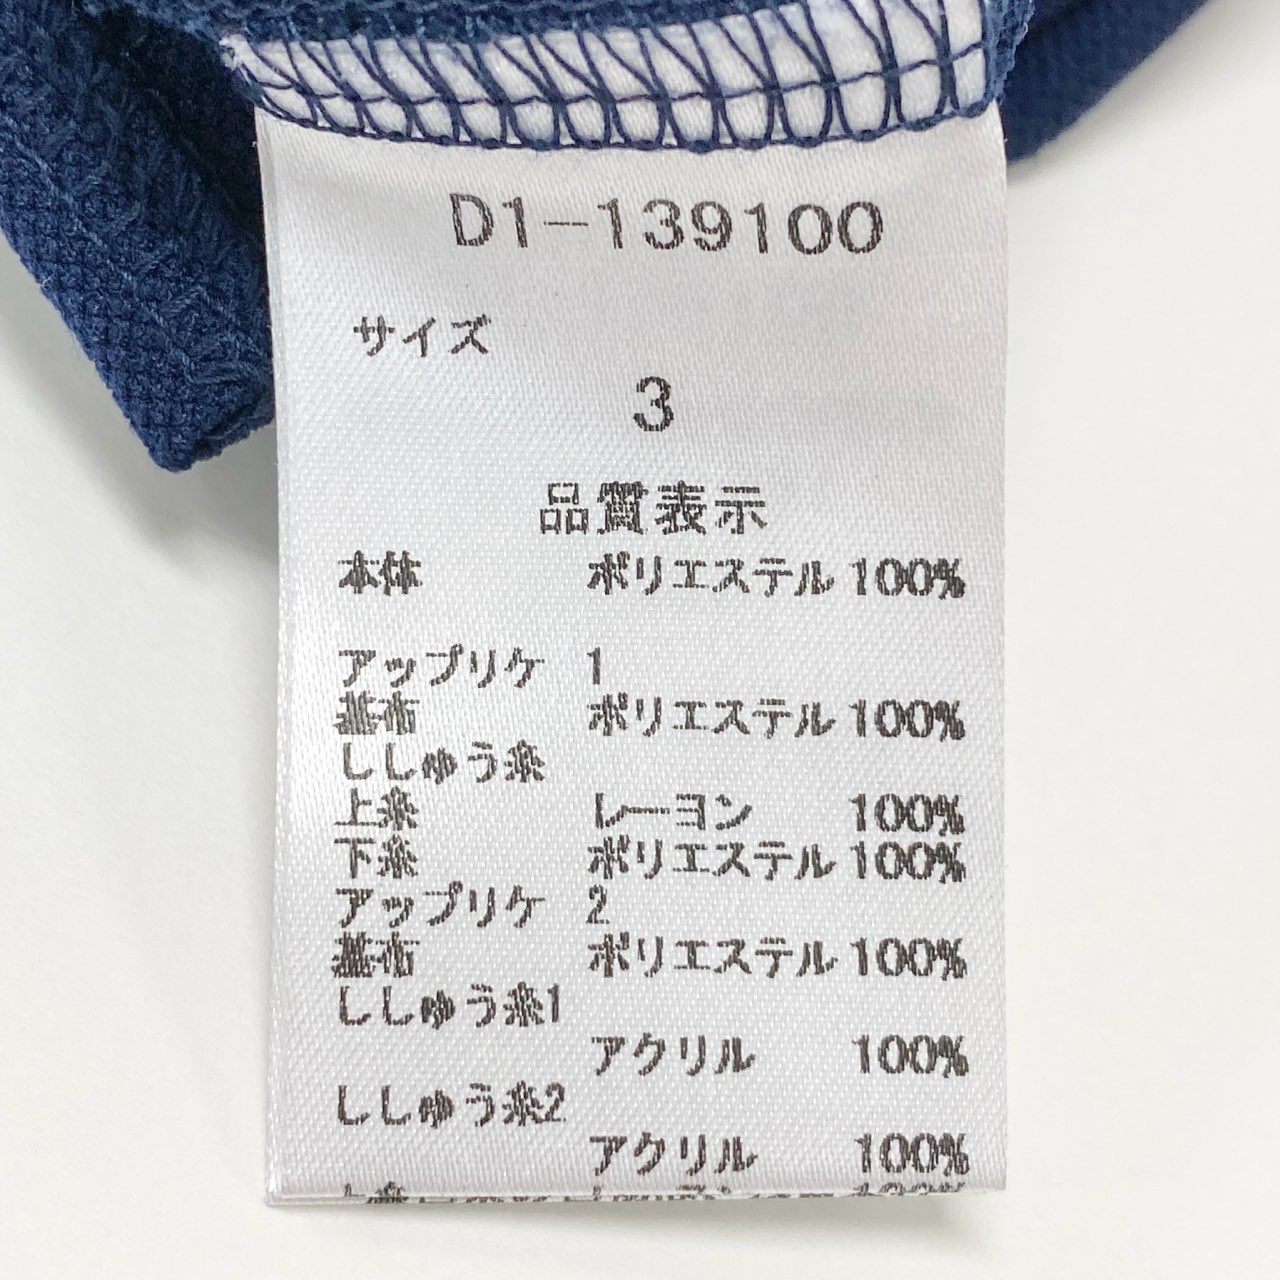 D1-139100
サイズ
3
品質表示
本体 ポリエステル 100%
アップリケ 1
基布 ポリエステル 100%
ししゅう糸
上糸 レーヨン 100%
下糸 ポリエステル 100%
アップリケ 2
基布 ポリエステル 100%
ししゅう糸1
アクリル 100%
ししゅう糸2
アクリル 100%